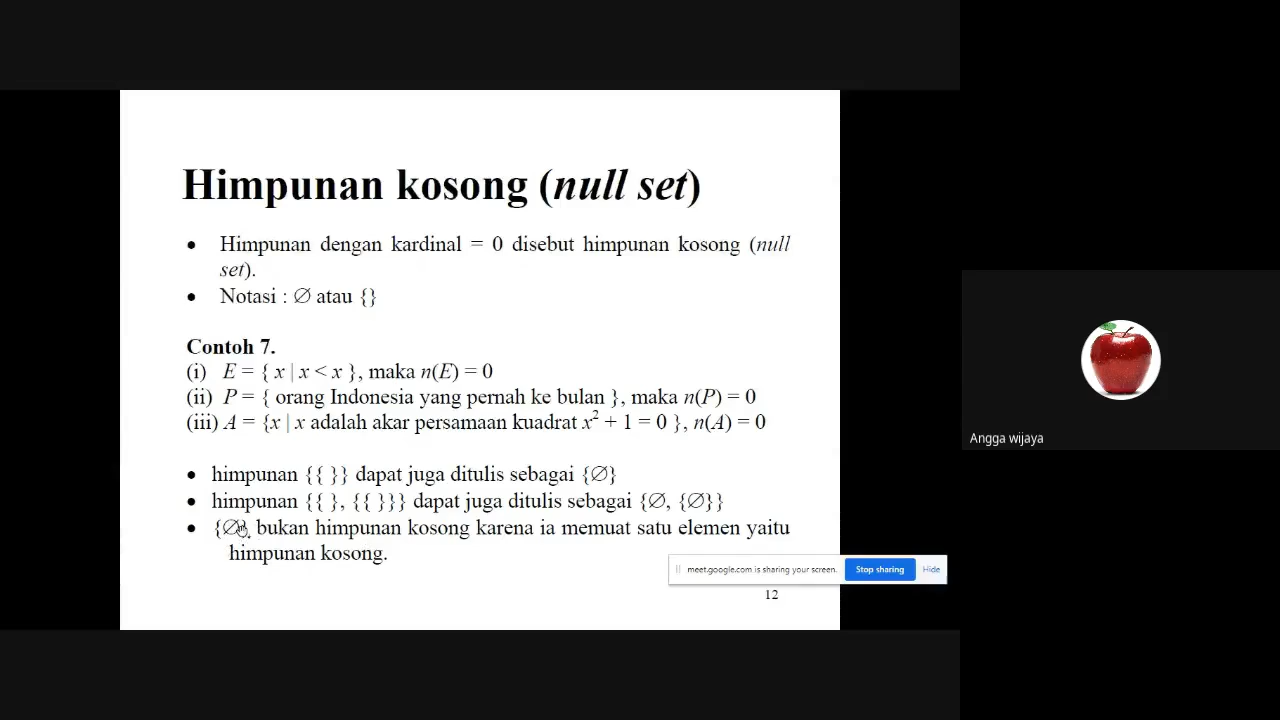 Himpunan kosong (null set)
• Himpunan dengan kardinal = 0 disebut himpunan kosong (null
set).
• Notasi : ∅ atau {}
Contoh 7.
(i) E = { x | x < x }, maka n(E) = 0
(ii) P = { orang Indonesia yang pernah ke bulan }, maka n(P) = 0
(iii) A = {x | x adalah akar persamaan kuadrat x² + 1 = 0 }, n(A) = 0
• himpunan {{ }} dapat juga ditulis sebagai {∅}
• himpunan {{ }, {{ }}} dapat juga ditulis sebagai {∅, {∅}}
• {∅} bukan himpunan kosong karena ia memuat satu elemen yaitu
himpunan kosong.
meet.google.com is sharing your screen. Stop sharing Hide
12
Angga wijaya